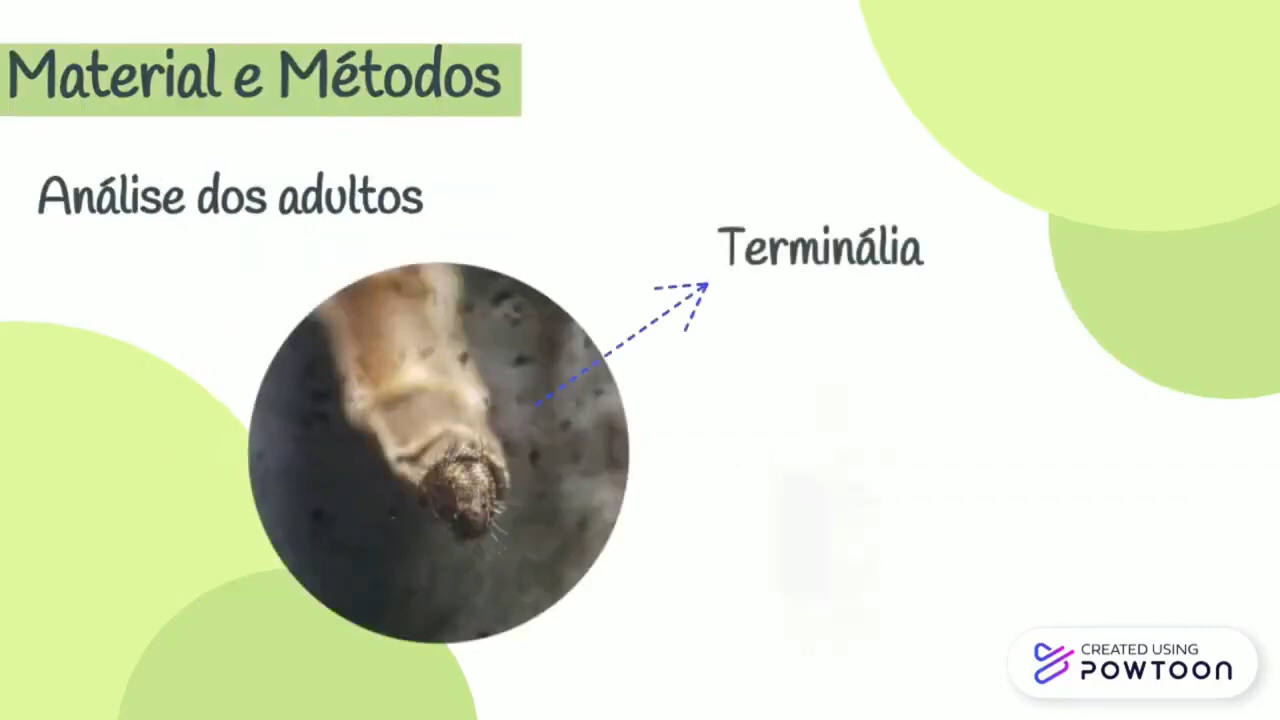 Material e Métodos
Análise dos adultos
Terminália
CREATED USING
POWTOON